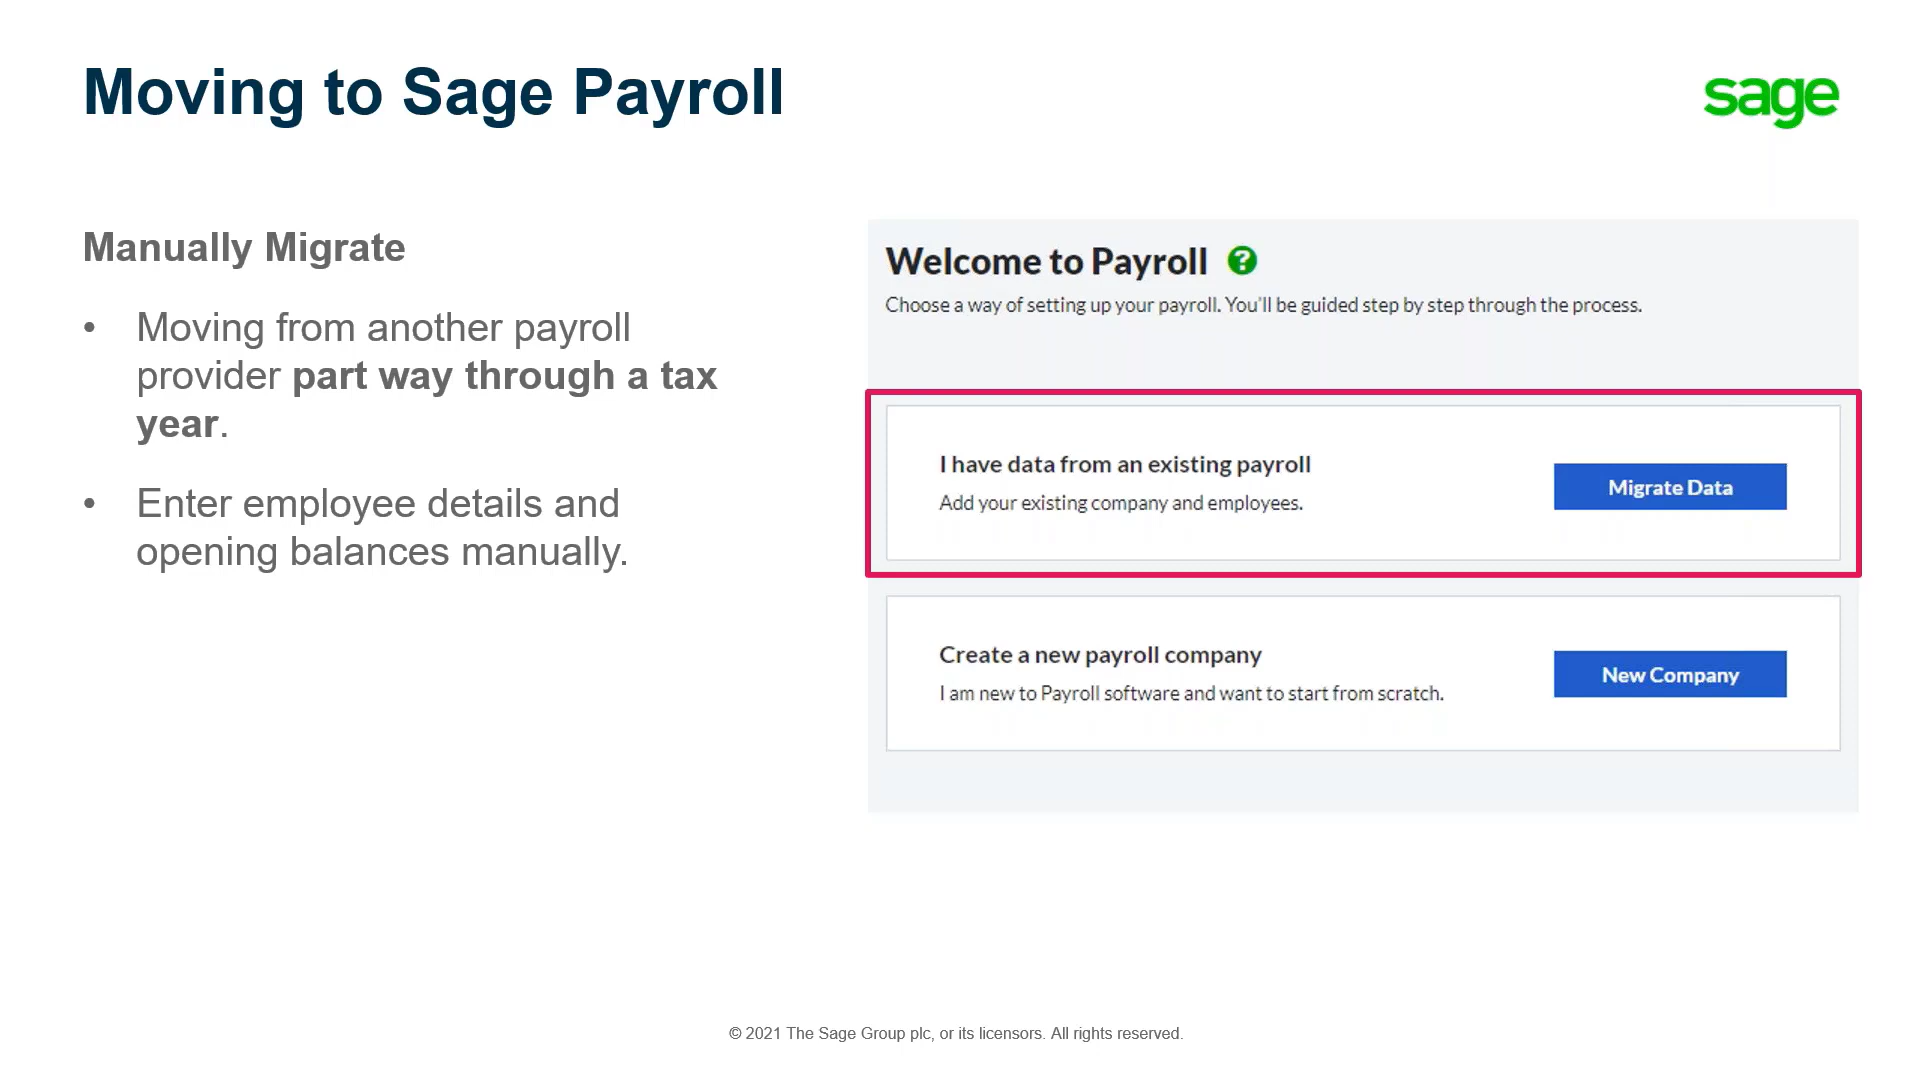 Moving to Sage Payroll
sage
Manually Migrate
• Moving from another payroll
provider part way through a tax
year.
• Enter employee details and
opening balances manually.
Welcome to Payroll ?
Choose a way of setting up your payroll. You'll be guided step by step through the process.
I have data from an existing payroll
Add your existing company and employees.
Migrate Data
Create a new payroll company
I am new to Payroll software and want to start from scratch.
New Company
© 2021 The Sage Group plc, or its licensors. All rights reserved.